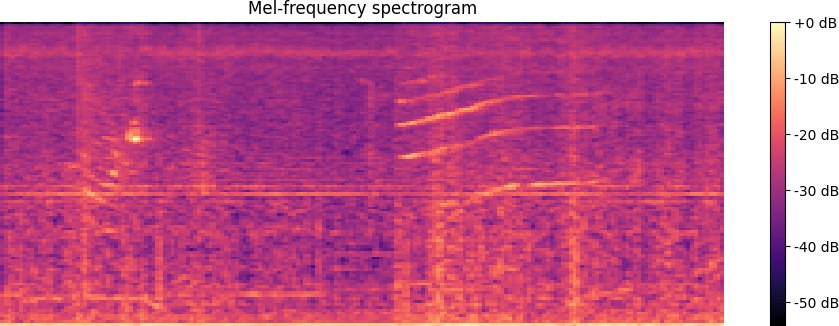 Mel-frequency spectrogram
+0 dB
-10 dB
-20 dB
-30 dB
-40 dB
-50 dB